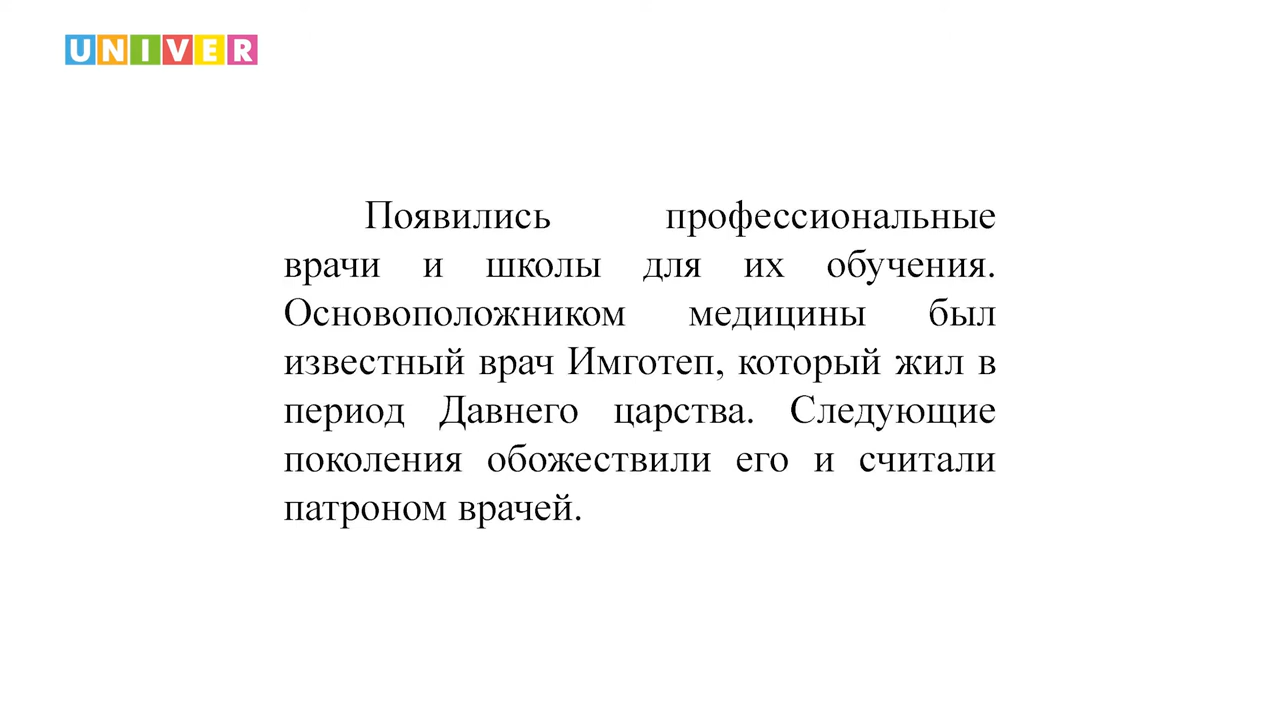 UNIVER
Появились профессиональные
врачи и школы для их обучения.
Основоположником медицины был
известный врач Имготеп, который жил в
период Давнего царства. Следующие
поколения обожествили его и считали
патроном врачей.